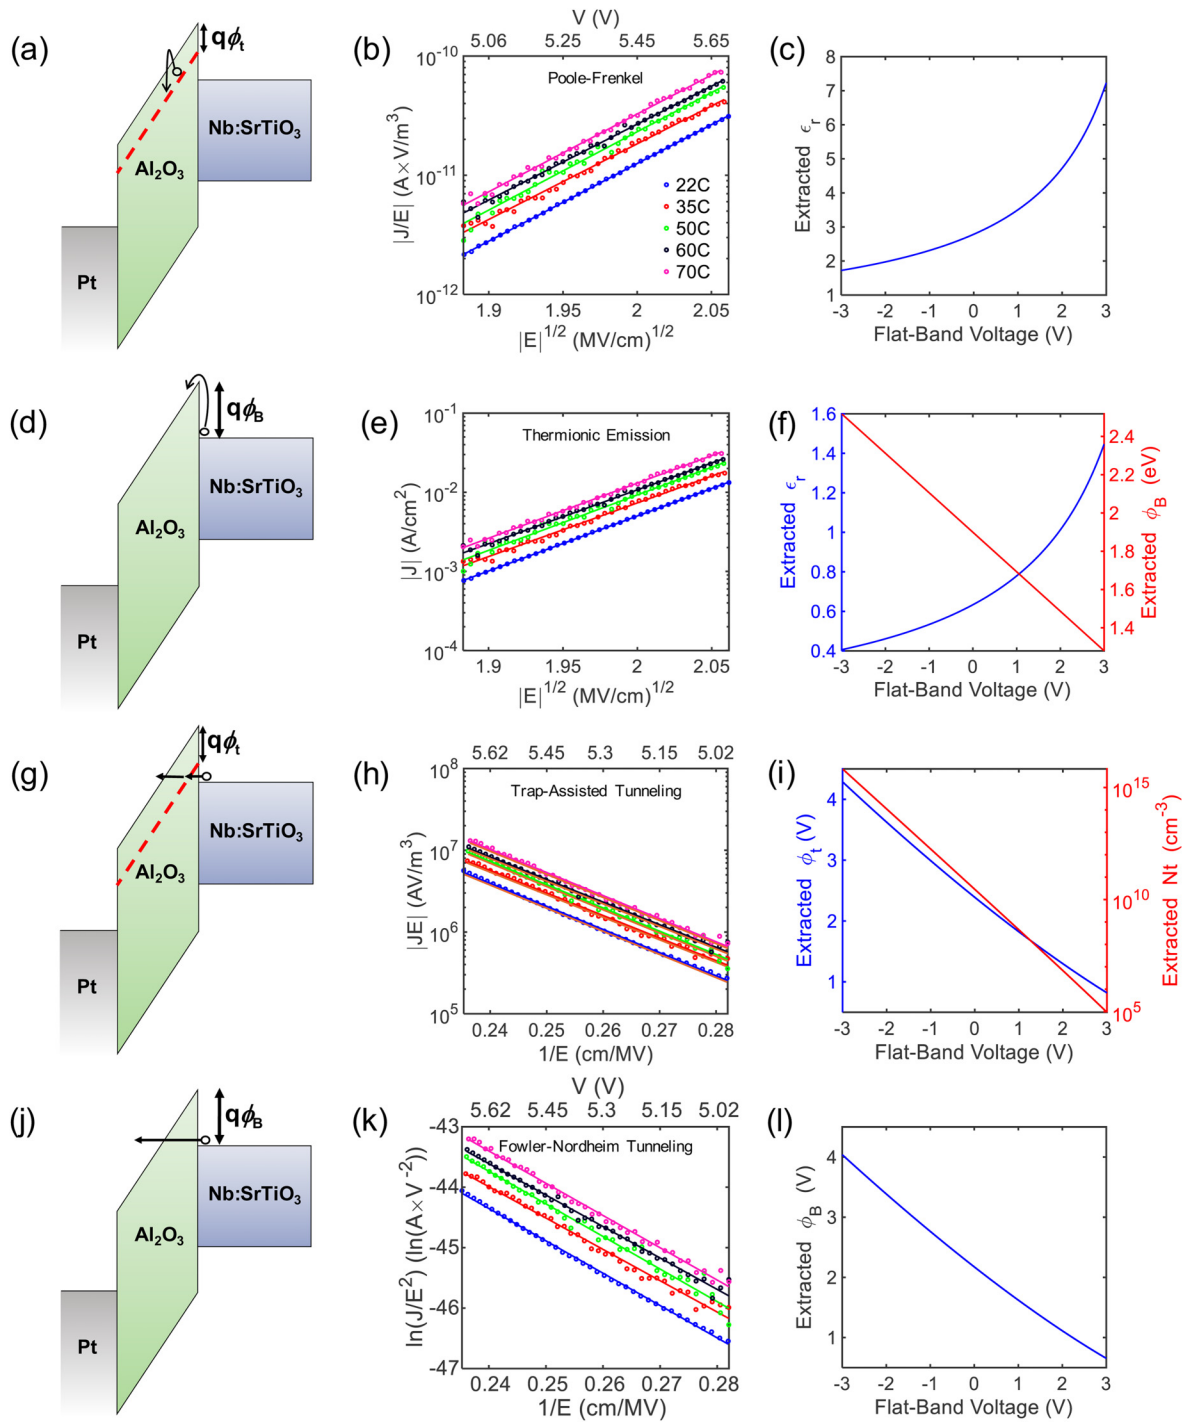 (a)
qϕt
Nb:SrTiO3
Al2O3
Pt
(b)
V (V)
5.06 5.25 5.45 5.65
10^-10
10^-11
10^-12
|J/E| (A×V/m^3)
Poole-Frenkel
22C
35C
50C
60C
70C
1.9 1.95 2 2.05
|E|^1/2 (MV/cm)^1/2
(c)
8
7
6
5
4
3
2
1
Extracted ϵr
-3 -2 -1 0 1 2 3
Flat-Band Voltage (V)
(d)
qϕB
Nb:SrTiO3
Al2O3
Pt
(e)
10^-1
10^-2
10^-3
10^-4
|J| (A/cm^2)
Thermionic Emission
1.9 1.95 2 2.05
|E|^1/2 (MV/cm)^1/2
(f)
1.6
1.4
1.2
1
0.8
0.6
0.4
Extracted ϵr
2.4
2.2
2
1.8
1.6
1.4
Extracted ϕB (eV)
-3 -2 -1 0 1 2 3
Flat-Band Voltage (V)
(g)
qϕt
Nb:SrTiO3
Al2O3
Pt
(h)
5.62 5.45 5.3 5.15 5.02
10^8
10^7
10^6
10^5
|JE| (AV/m^3)
Trap-Assisted Tunneling
0.24 0.25 0.26 0.27 0.28
1/E (cm/MV)
(i)
4
3
2
1
Extracted ϕt (V)
10^15
10^10
10^5
Extracted Nt (cm^-3)
-3 -2 -1 0 1 2 3
Flat-Band Voltage (V)
(j)
qϕB
Nb:SrTiO3
Al2O3
Pt
(k)
V (V)
5.62 5.45 5.3 5.15 5.02
-43
-44
-45
-46
-47
ln(J/E^2) (ln(A×V^-2))
Fowler-Nordheim Tunneling
0.24 0.25 0.26 0.27 0.28
1/E (cm/MV)
(l)
4
3
2
1
Extracted ϕB (V)
-3 -2 -1 0 1 2 3
Flat-Band Voltage (V)